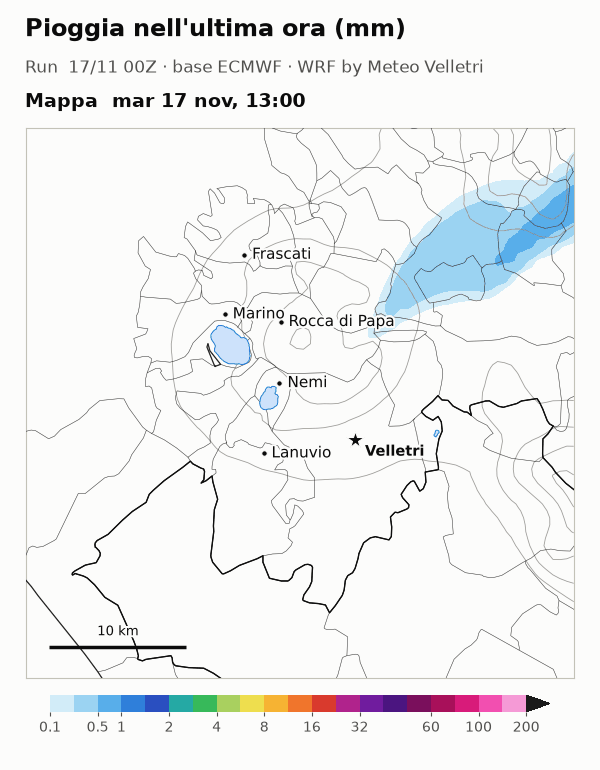 Pioggia nell'ultima ora (mm)
Run  17/11 00Z · base ECMWF · WRF by Meteo Velletri
Mappa  mar 17 nov, 13:00
Frascati
Marino
Rocca di Papa
Nemi
Velletri
Lanuvio
10 km
0.1 0.5 1 2 4 8 16 32 60 100 200